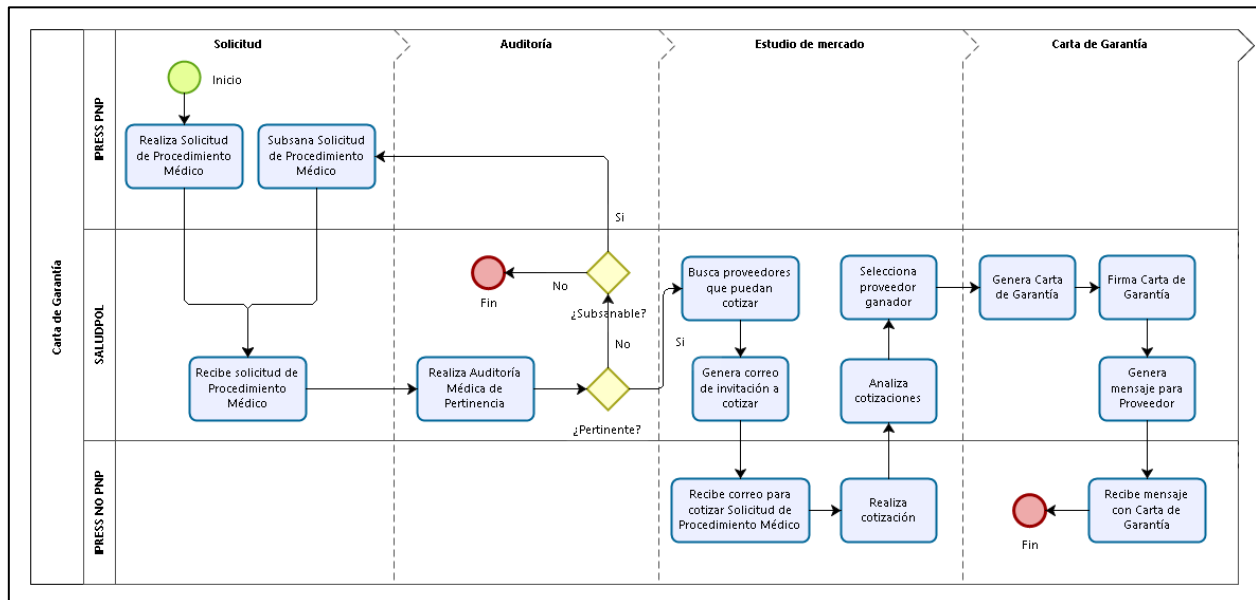 Solicitud
Auditoría
Estudio de mercado
Carta de Garantía
Carta de Garantía
IPRESS PNP
Inicio
Realiza Solicitud
de Procedimiento
Médico
Subsana Solicitud
de Procedimiento
Médico
Si
SALUDPOL
Recibe solicitud de
Procedimiento
Médico
Realiza Auditoría
Médica de
Pertinencia
¿Pertinente?
No
¿Subsanable?
No
Fin
Si
Busca proveedores
que puedan
cotizar
Genera correo
de invitación a
cotizar
Selecciona
proveedor
ganador
Analiza
cotizaciones
Genera Carta
de Garantía
Firma Carta de
Garantía
Genera
mensaje para
Proveedor
IPRESS NO PNP
Recibe correo para
cotizar Solicitud de
Procedimiento Médico
Realiza
cotización
Fin
Recibe mensaje
con Carta de
Garantía